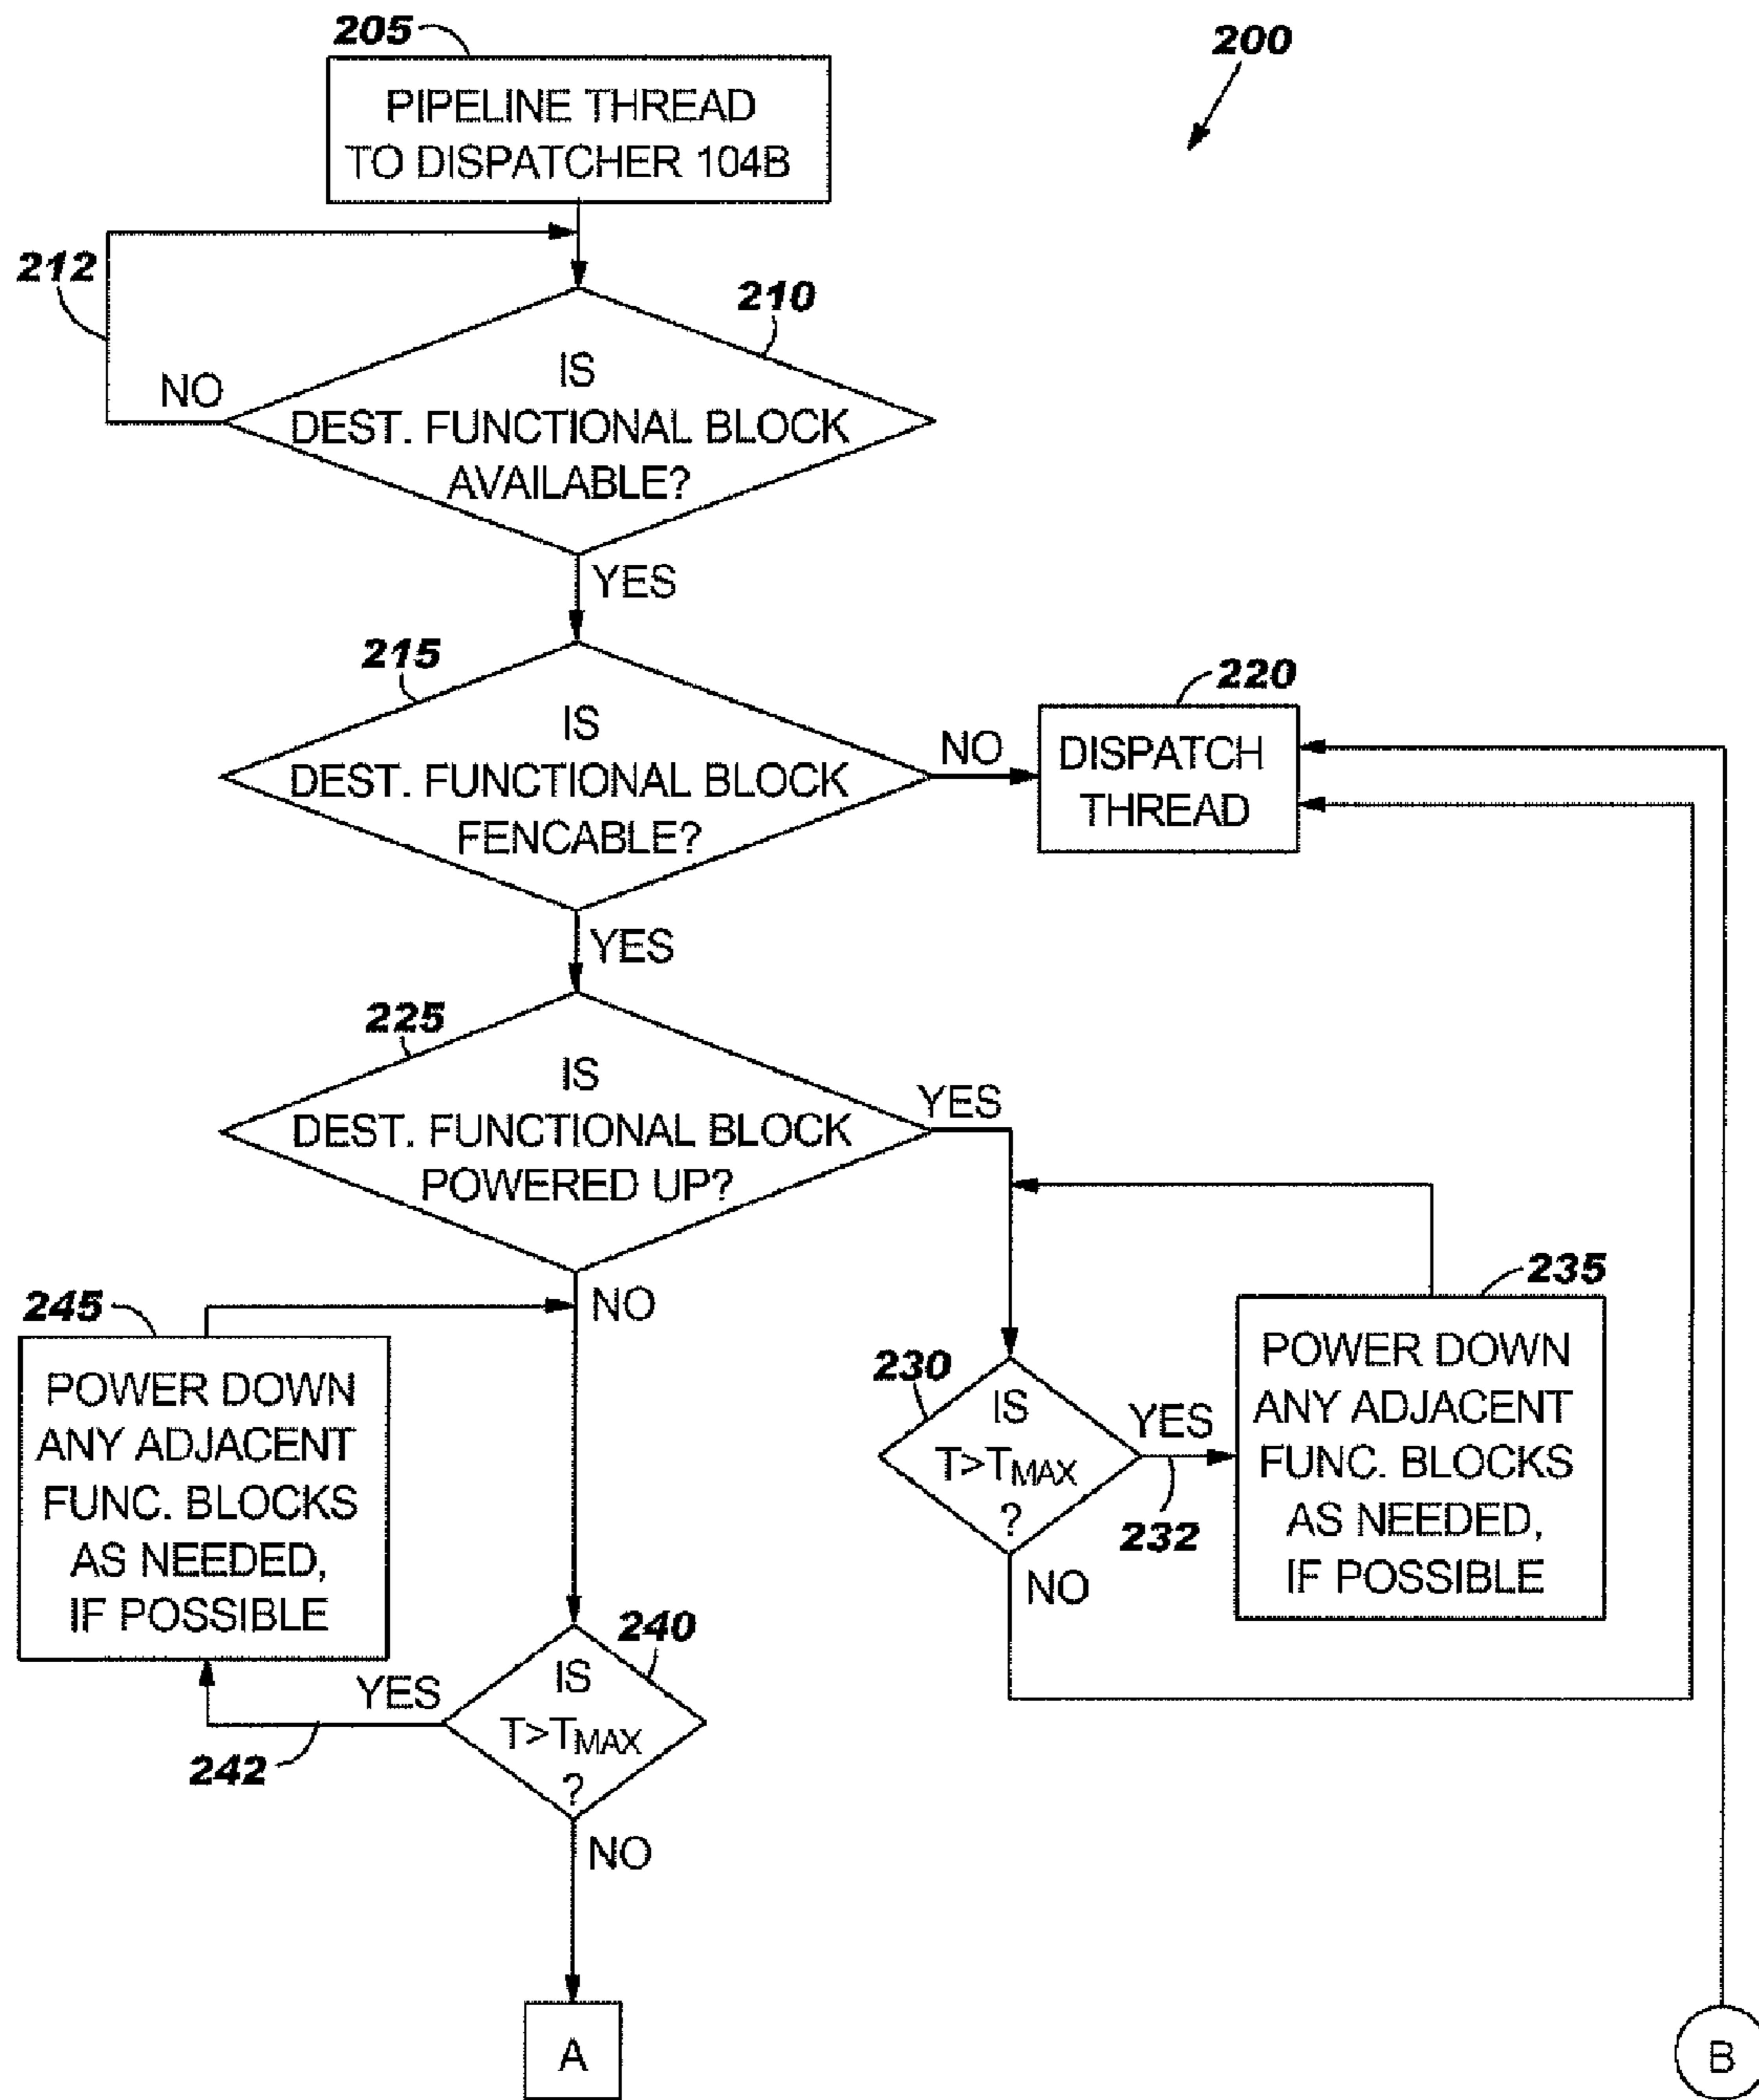 205
200
PIPELINE THREAD
TO DISPATCHER 104B
212
210
NO
IS
DEST. FUNCTIONAL BLOCK
AVAILABLE?
YES
215
220
IS
DEST. FUNCTIONAL BLOCK
FENCABLE?
NO
DISPATCH
THREAD
YES
225
IS
DEST. FUNCTIONAL BLOCK
POWERED UP?
YES
NO
245
235
POWER DOWN
ANY ADJACENT
FUNC. BLOCKS
AS NEEDED,
IF POSSIBLE
230
IS
T>TMAX
?
YES
232
NO
POWER DOWN
ANY ADJACENT
FUNC. BLOCKS
AS NEEDED,
IF POSSIBLE
240
YES
242
IS
T>TMAX
?
NO
A
B